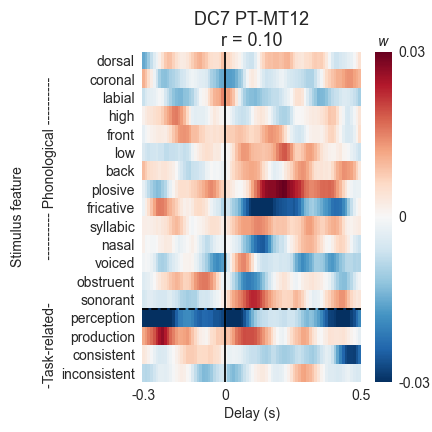 DC7 PT-MT12
r = 0.10
w
Stimulus feature
---------- Phonological ----------
-Task-related-
dorsal
coronal
labial
high
front
low
back
plosive
fricative
syllabic
nasal
voiced
obstruent
sonorant
perception
production
consistent
inconsistent
-0.3
0
0.5
Delay (s)
0.03
0
-0.03